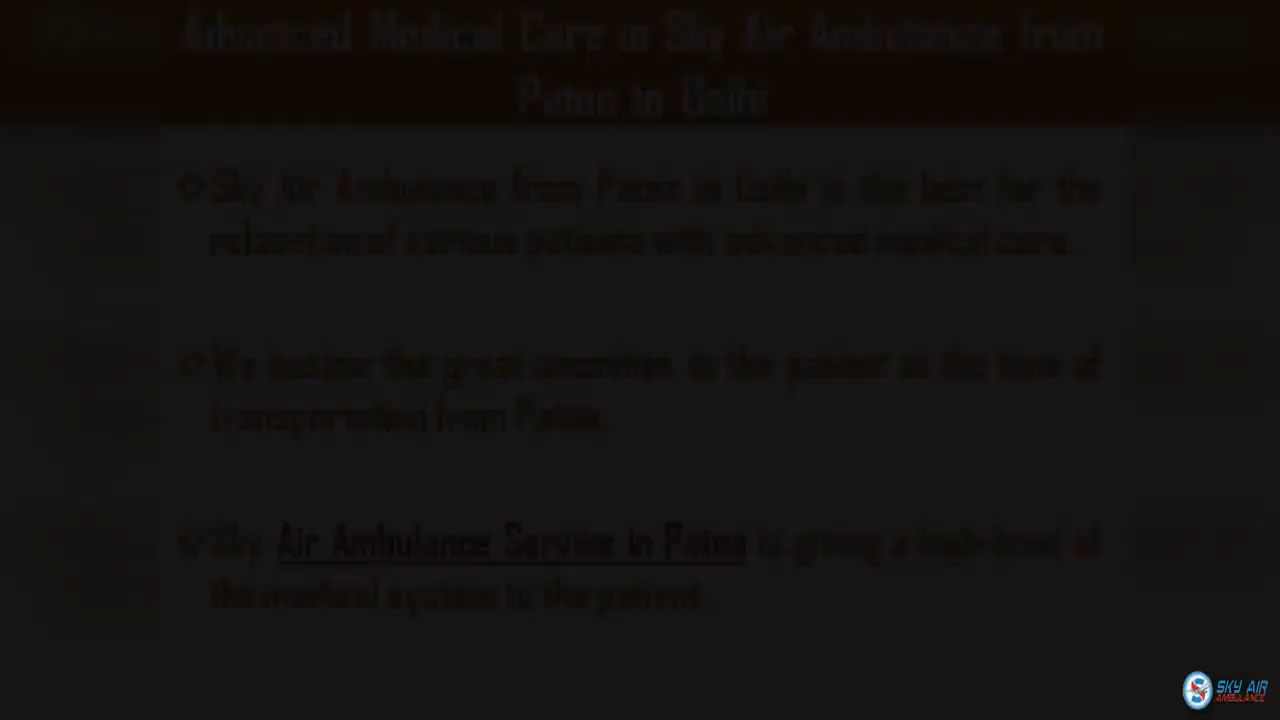 Advanced Medical Care in Sky Air Ambulance from
Patna to Delhi
Sky Air Ambulance from Patna to Delhi is the best for the
relocation of serious patients with advanced medical care
We the great to the patient at the time of
transportation from Patna
Sky Air Ambulance Service in Patna is giving a high-level of
the medical system to the patient
SKY AIR
AMBULANCE